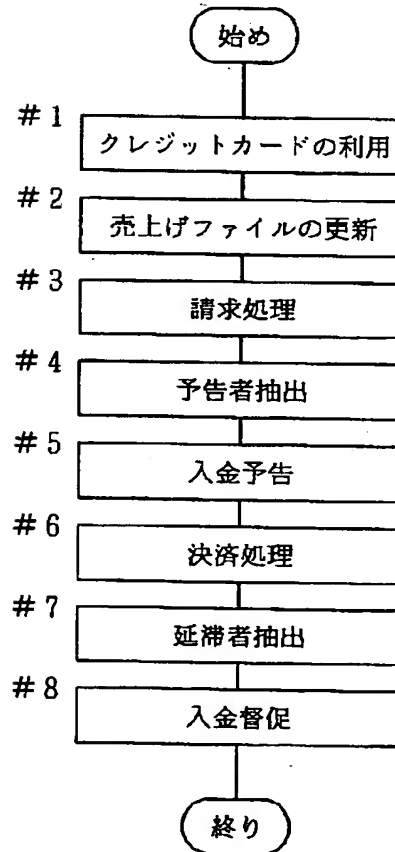 始め
#1
クレジットカードの利用
#2
売上げファイルの更新
#3
請求処理
#4
予告者抽出
#5
入金予告
#6
決済処理
#7
延滞者抽出
#8
入金督促
終り